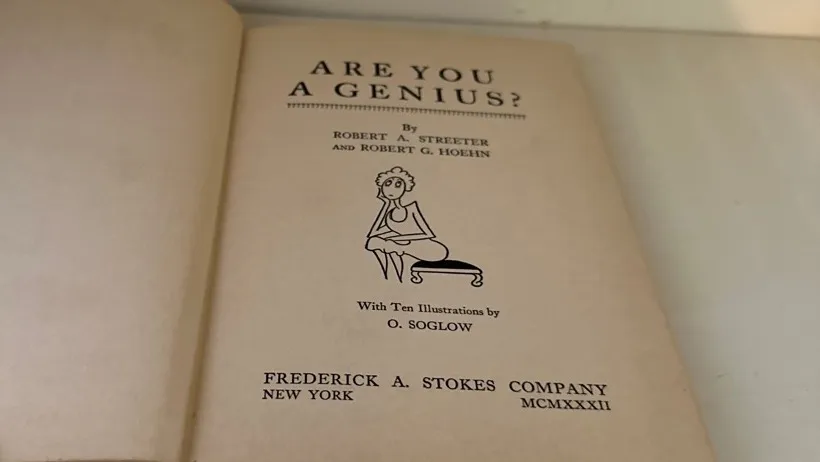 ARE YOU
A GENIUS?
By
ROBERT A. STREETER
AND ROBERT G. HOEHN
With Ten Illustrations by
O. SOGLOW
FREDERICK A. STOKES COMPANY
NEW YORK MCMXXXII